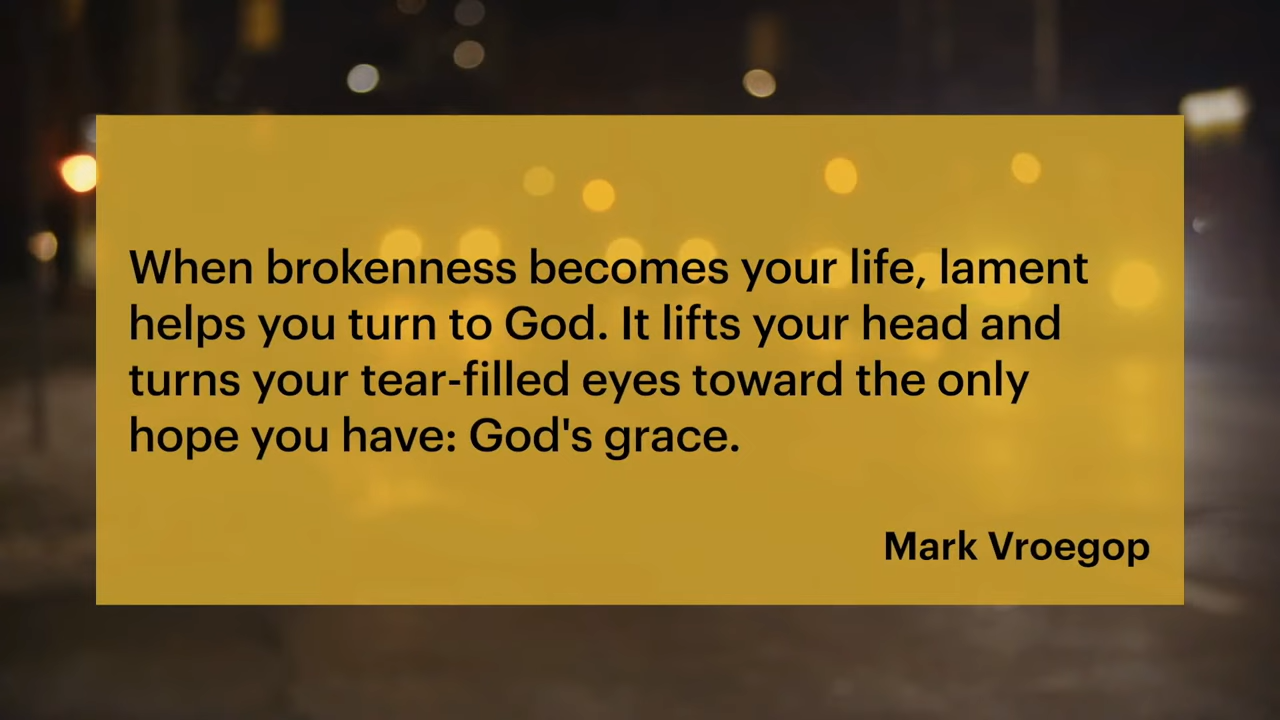 When brokenness becomes your life, lament
helps you turn to God. It lifts your head and
turns your tear-filled eyes toward the only
hope you have: God's grace.
Mark Vroegop